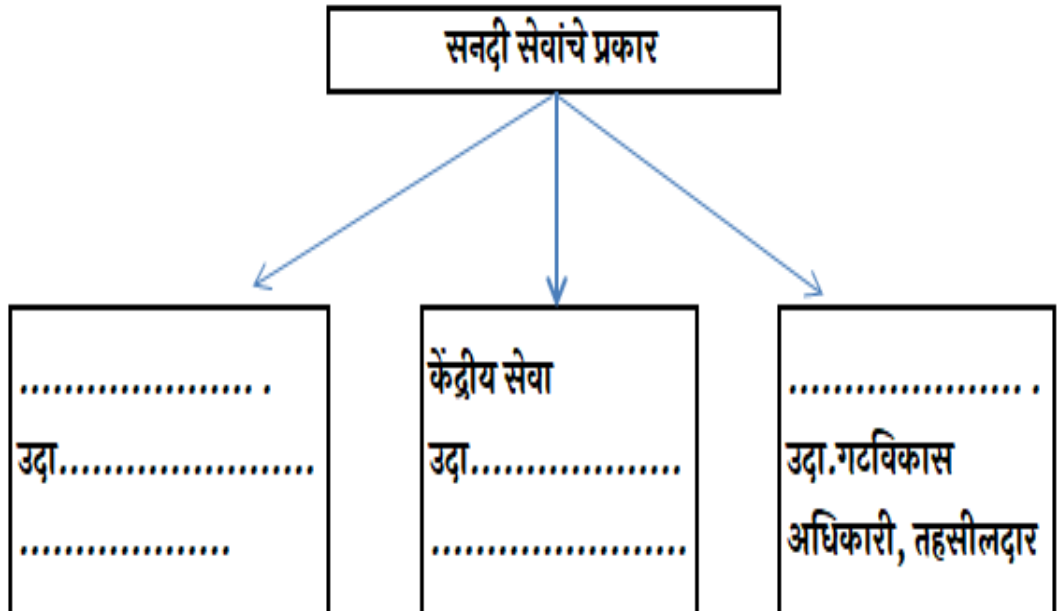 सनदी सेवांचे प्रकार
..................... .
उदा.......................
...................
केंद्रीय सेवा
उदा...................
.......................
..................... .
उदा.गटविकास
अधिकारी, तहसीलदार